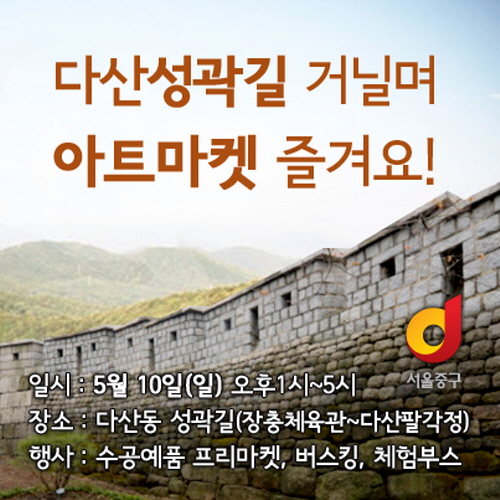 다산성곽길 거닐며
아트마켓 즐겨요!
서울중구
일시 : 5월 10일(일) 오후1시~5시
장소 : 다산동 성곽길(장충체육관~다산팔각정)
행사 : 수공예품 프리마켓, 버스킹, 체험부스